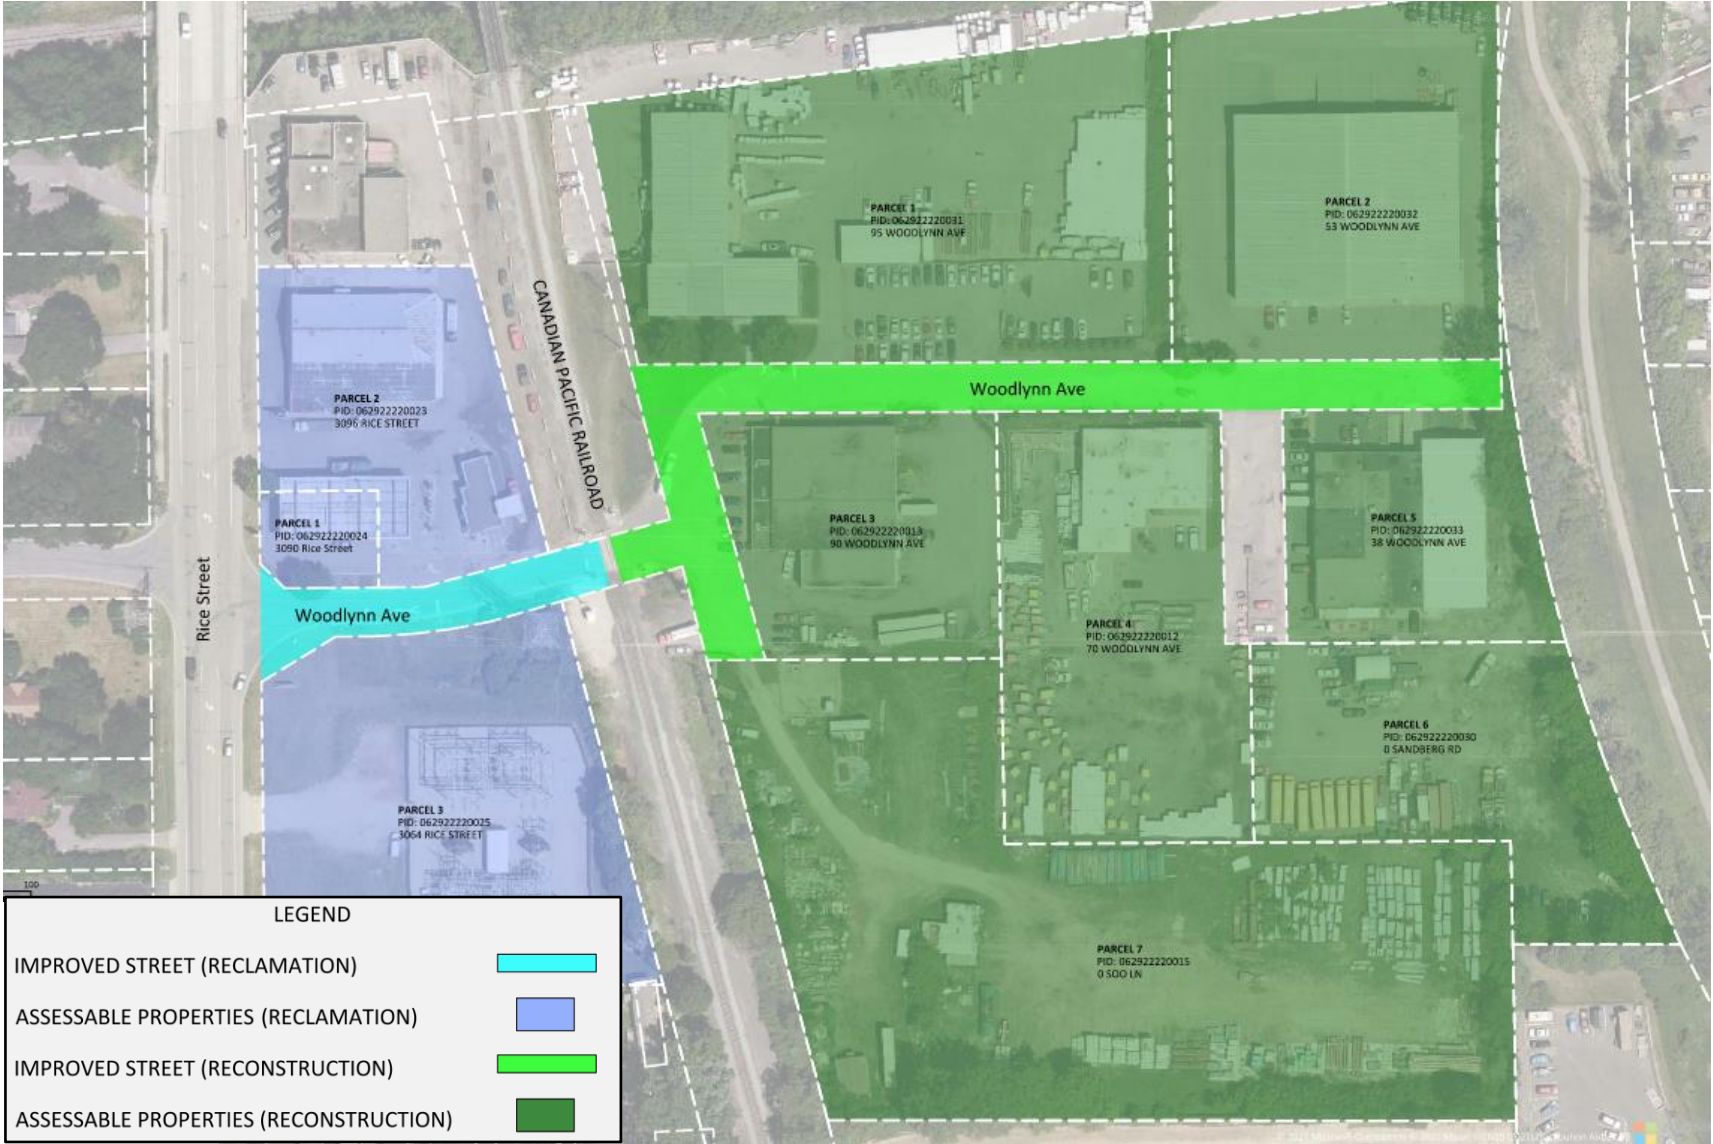 PARCEL 1
PID: 062922220031
95 WOODLYNN AVE
PARCEL 2
PID: 062922220032
53 WOODLYNN AVE
CANADIAN PACIFIC RAILROAD
Woodlynn Ave
PARCEL 2
PID: 062922220023
3096 RICE STREET
PARCEL 1
PID: 062922220024
3090 Rice Street
PARCEL 3
PID: 062922220013
90 WOODLYNN AVE
PARCEL 5
PID: 062922220033
38 WOODLYNN AVE
Rice Street
Woodlynn Ave
PARCEL 4
PID: 062922220012
70 WOODLYNN AVE
PARCEL 6
PID: 062922220030
0 SANDBERG RD
PARCEL 3
PID: 062922220025
3064 RICE STREET
100
PARCEL 7
PID: 062922220015
0 SOO LN
LEGEND
IMPROVED STREET (RECLAMATION)
ASSESSABLE PROPERTIES (RECLAMATION)
IMPROVED STREET (RECONSTRUCTION)
ASSESSABLE PROPERTIES (RECONSTRUCTION)